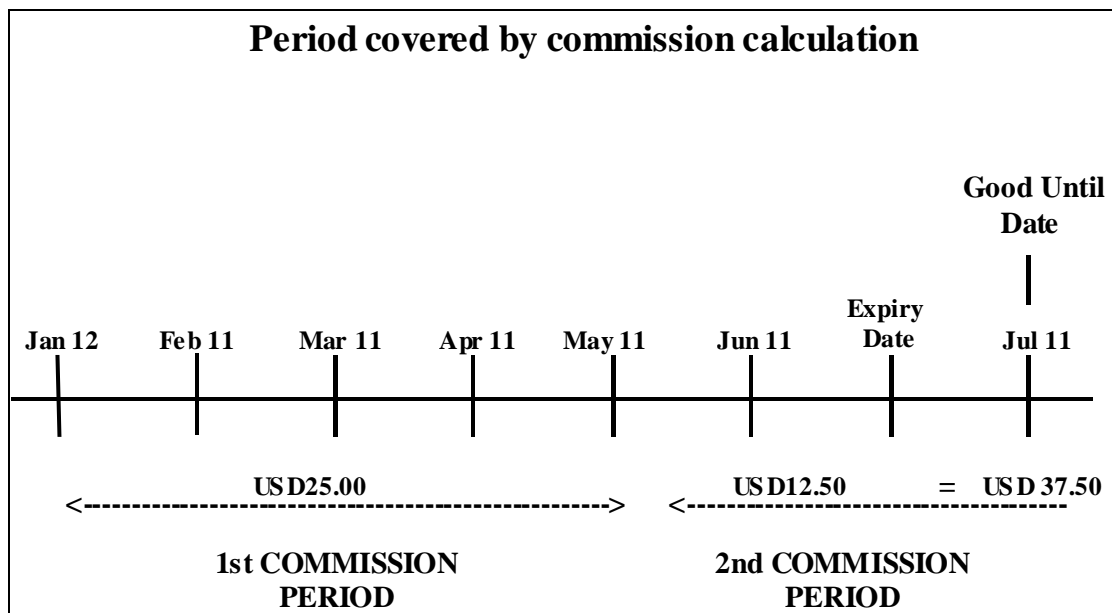 Period covered by commission calculation
Good Until
Date
Jan 12
Feb 11
Mar 11
Apr 11
May 11
Jun 11
Expiry
Date
Jul 11
USD25.00
USD12.50 = USD 37.50
<----------------------------------------------->
<---------------------------------
1st COMMISSION
PERIOD
2nd COMMISSION
PERIOD